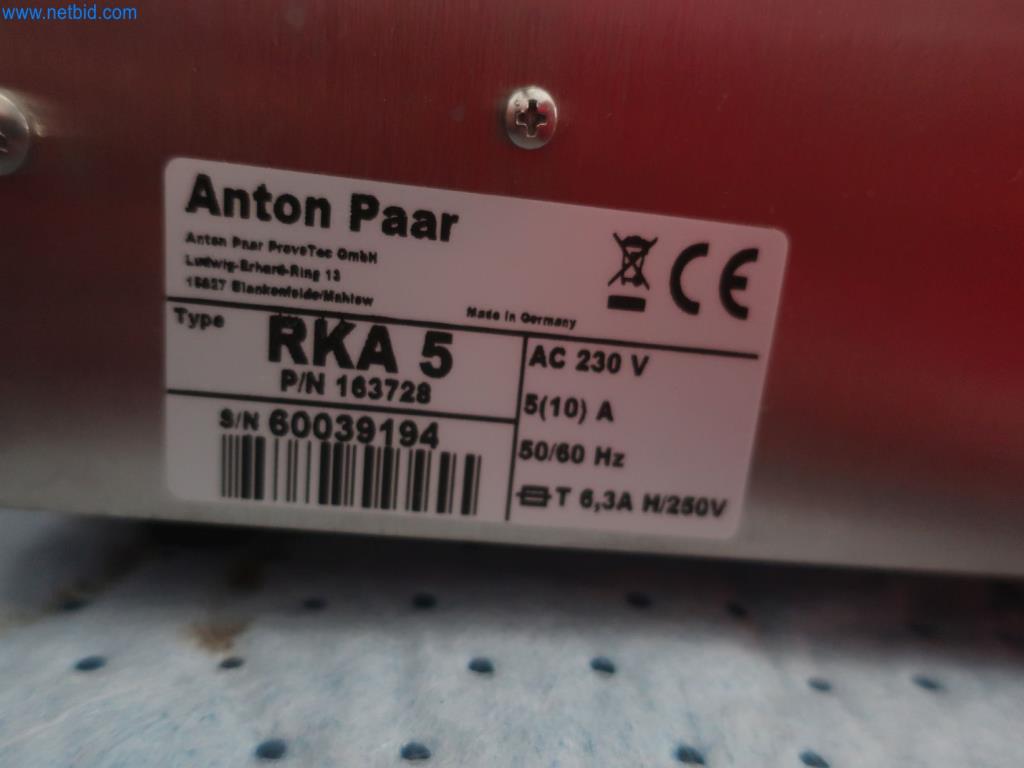 www.netbid.com
Anton Paar
Anton Paar ProveTec GmbH
Ludwig-Erhard-Ring 13
15827 Blankenfelde/Mahlow
Made in Germany
CE
Type RKA 5
P/N 163728
S/N 60039194
AC 230 V
5(10) A
50/60 Hz
T 6,3A H/250V